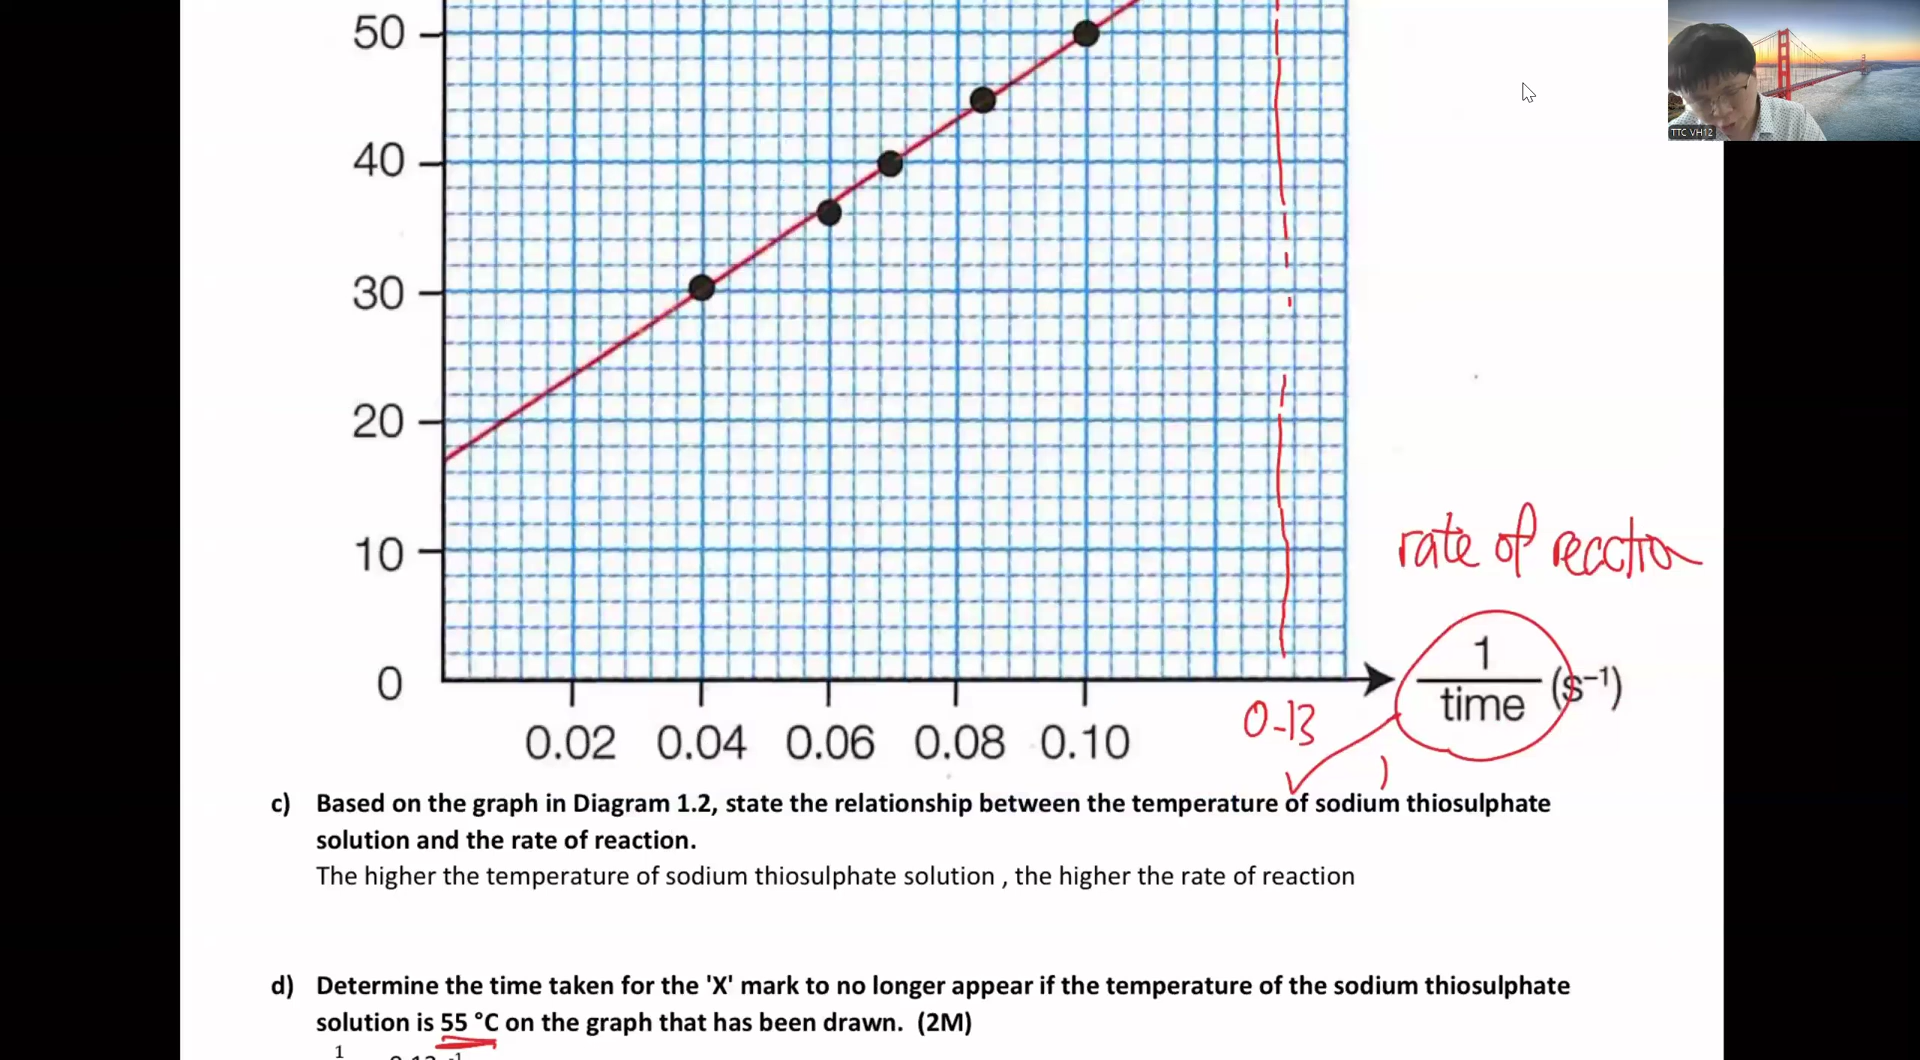 50
TTC VH12
40
30
20
10
rate of reaction
0
1
time (s⁻¹)
0.02 0.04 0.06 0.08 0.10
0-13
c) Based on the graph in Diagram 1.2, state the relationship between the temperature of sodium thiosulphate
solution and the rate of reaction.
The higher the temperature of sodium thiosulphate solution , the higher the rate of reaction
d) Determine the time taken for the 'X' mark to no longer appear if the temperature of the sodium thiosulphate
solution is 55 °C on the graph that has been drawn. (2M)
1